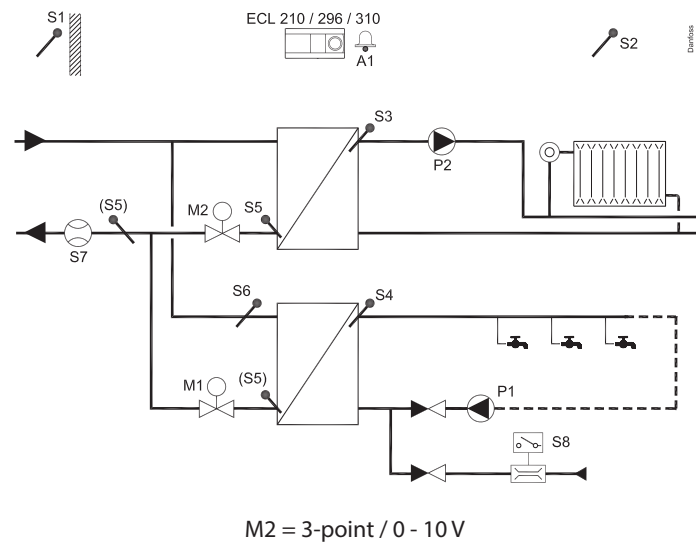 S1
ECL 210 / 296 / 310
A1
S2
Danfoss
S3
P2
(S5)
M2
S5
S7
S6
S4
M1
(S5)
P1
S8
M2 = 3-point / 0 - 10 V